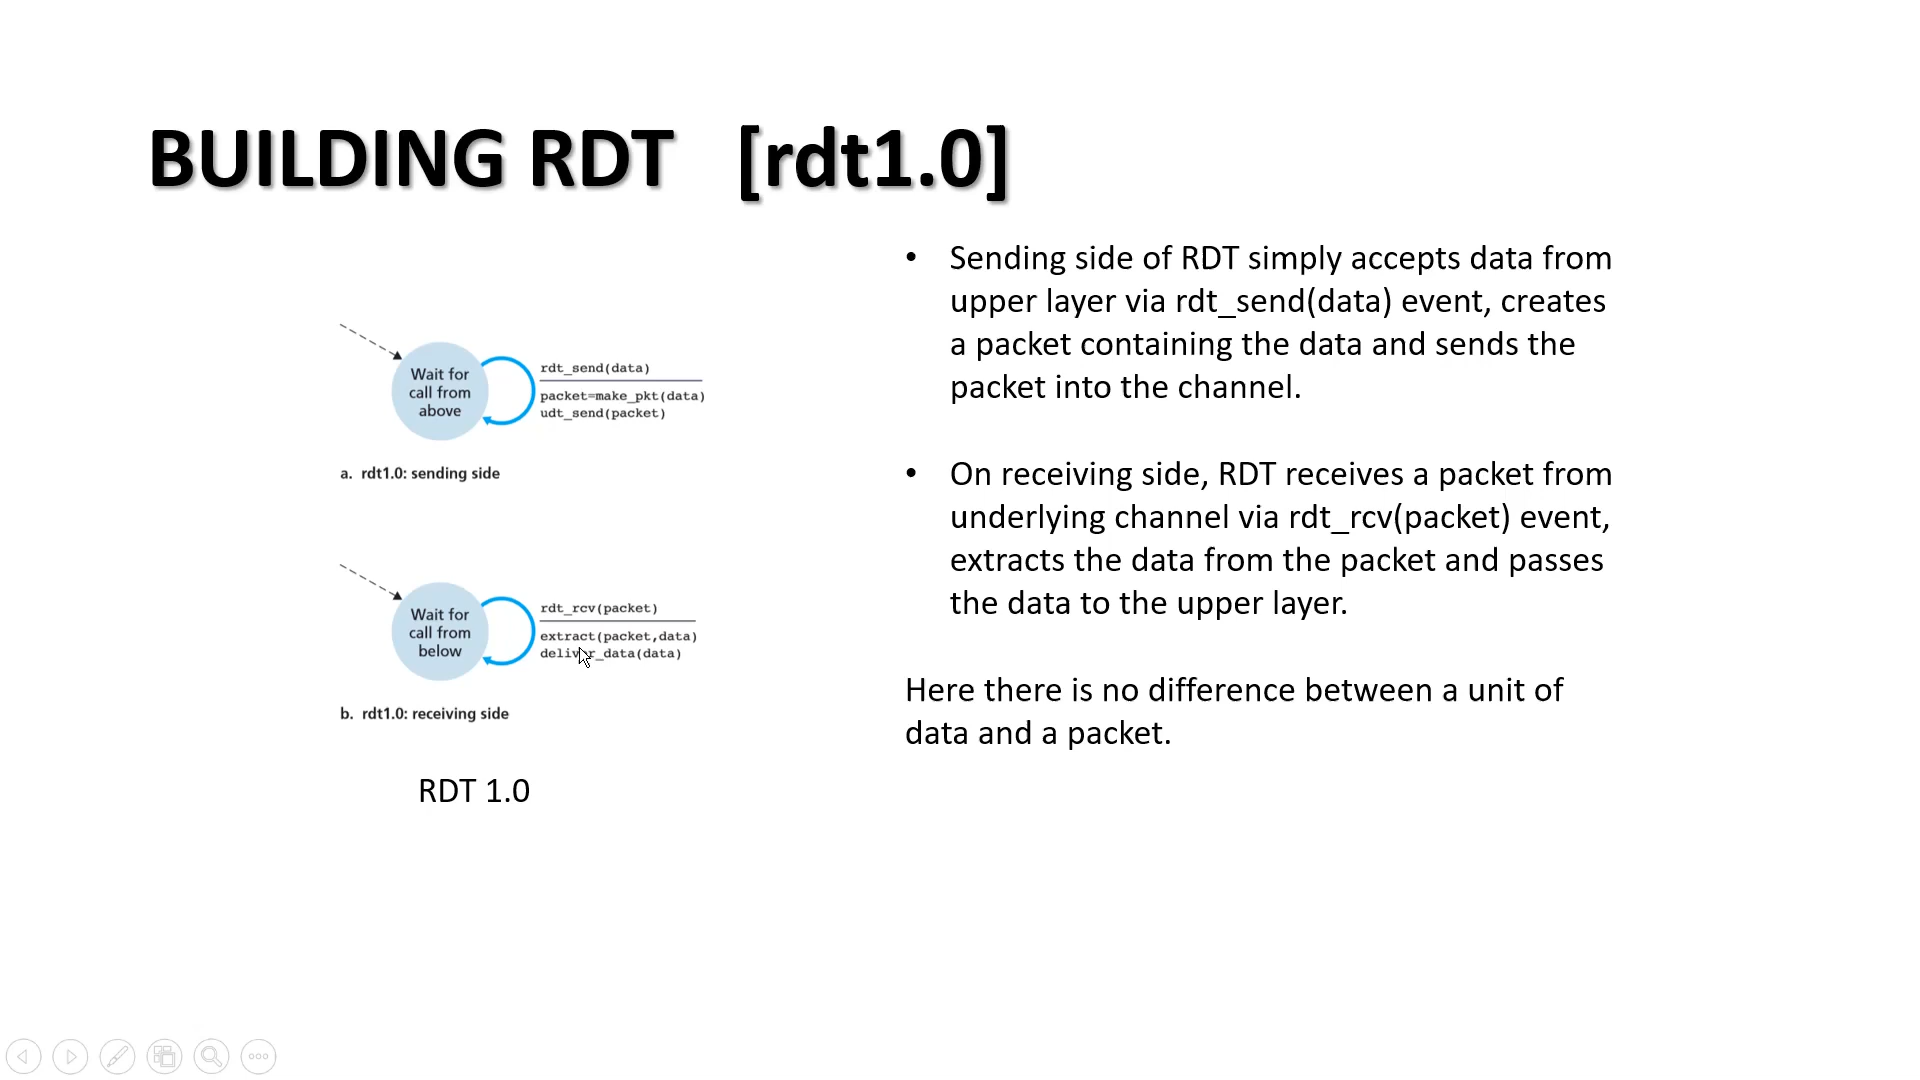 BUILDING RDT [rdt1.0]
Wait for
call from
above
rdt_send(data)
packet=make_pkt(data)
udt_send(packet)
a. rdt1.0: sending side
Wait for
call from
below
rdt_rcv(packet)
extract(packet,data)
deliver_data(data)
b. rdt1.0: receiving side
RDT 1.0
• Sending side of RDT simply accepts data from
upper layer via rdt_send(data) event, creates
a packet containing the data and sends the
packet into the channel.
• On receiving side, RDT receives a packet from
underlying channel via rdt_rcv(packet) event,
extracts the data from the packet and passes
the data to the upper layer.
Here there is no difference between a unit of
data and a packet.